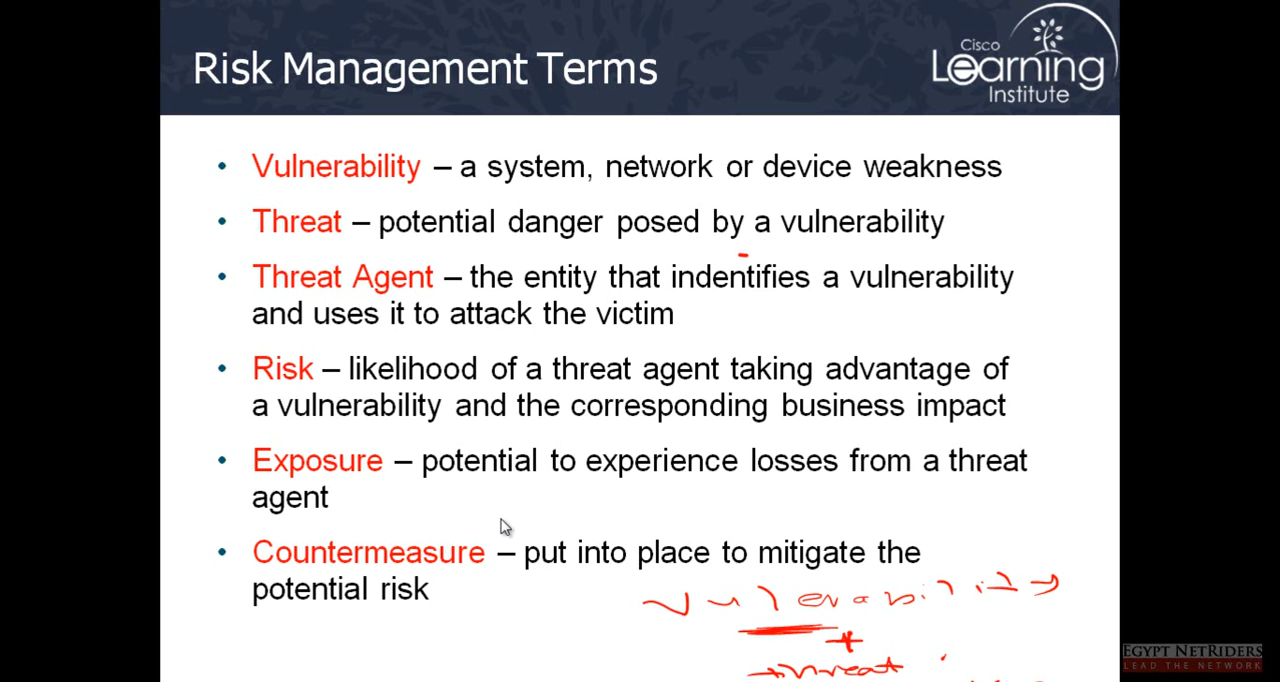 Risk Management Terms
Cisco
Learning
Institute
• Vulnerability – a system, network or device weakness
• Threat – potential danger posed by a vulnerability
• Threat Agent – the entity that indentifies a vulnerability
and uses it to attack the victim
• Risk – likelihood of a threat agent taking advantage of
a vulnerability and the corresponding business impact
• Exposure – potential to experience losses from a threat
agent
• Countermeasure – put into place to mitigate the
potential risk
Vulerability
+
threat
EGYPT NETRIDERS
LEAD THE NETWORK